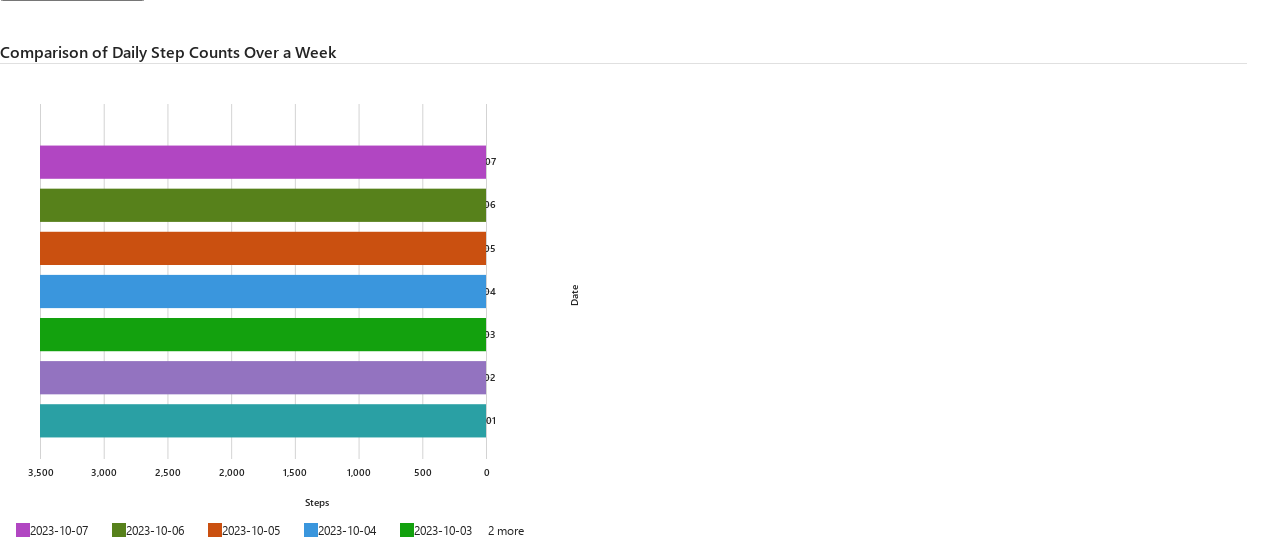 Comparison of Daily Step Counts Over a Week
07
06
05
04
03
02
01
Date
3,500 3,000 2,500 2,000 1,500 1,000 500 0
Steps
2023-10-07 2023-10-06 2023-10-05 2023-10-04 2023-10-03 2 more